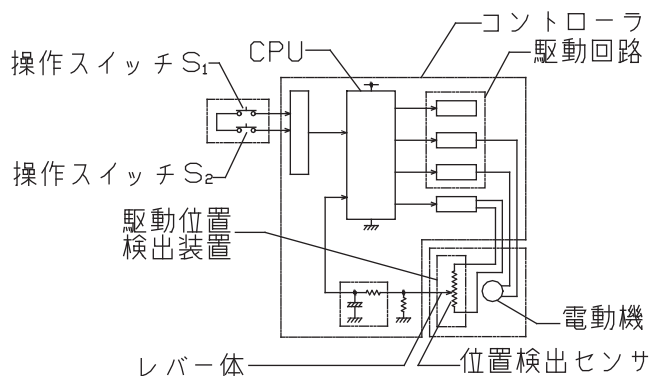 コントローラ
CPU
駆動回路
操作スイッチS1
操作スイッチS2
駆動位置
検出装置
電動機
レバー体
位置検出センサ